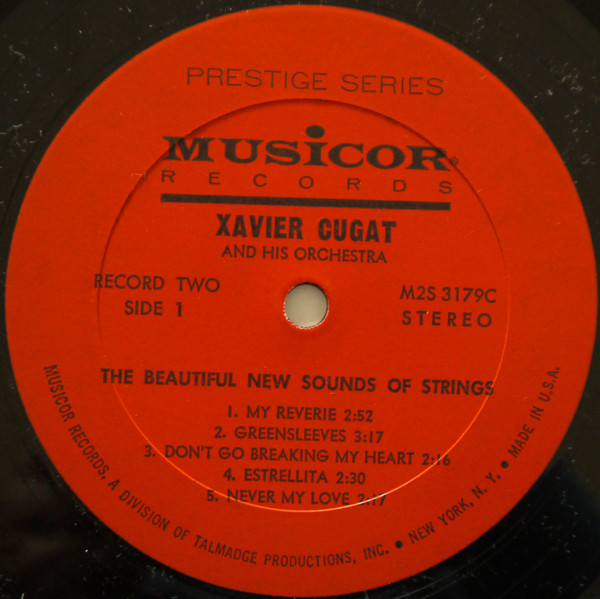 PRESTIGE SERIES
MUSICOR®
RECORDS
XAVIER CUGAT
AND HIS ORCHESTRA
RECORD TWO
SIDE 1
M2S 3179C
STEREO
THE BEAUTIFUL NEW SOUNDS OF STRINGS
1. MY REVERIE 2:52
2. GREENSLEEVES 3:17
3. DON'T GO BREAKING MY HEART 2:16
4. ESTRELLITA 2:30
5. NEVER MY LOVE 2:17
MUSICOR RECORDS, A DIVISION OF TALMADGE PRODUCTIONS, INC. • NEW YORK, N. Y. • MADE IN U.S.A.